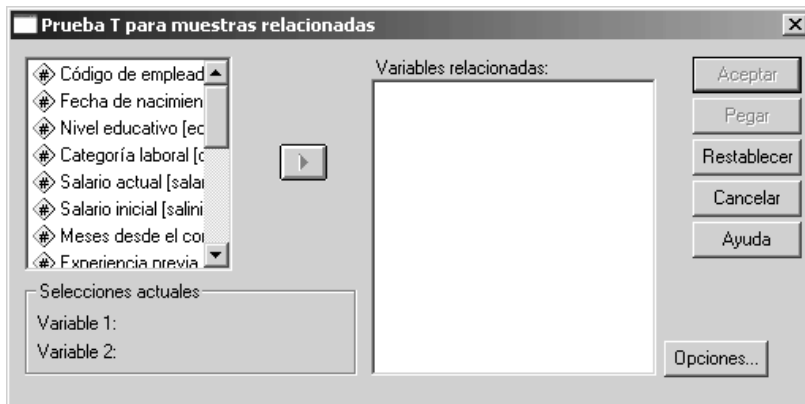 Prueba T para muestras relacionadas
Código de emplead
Fecha de nacimien
Nivel educativo [ec
Categoría laboral [c
Salario actual [salar
Salario inicial [salini
Meses desde el cor
Experiencia previa
Selecciones actuales
Variable 1:
Variable 2:
Variables relacionadas:
Aceptar
Pegar
Restablecer
Cancelar
Ayuda
Opciones...